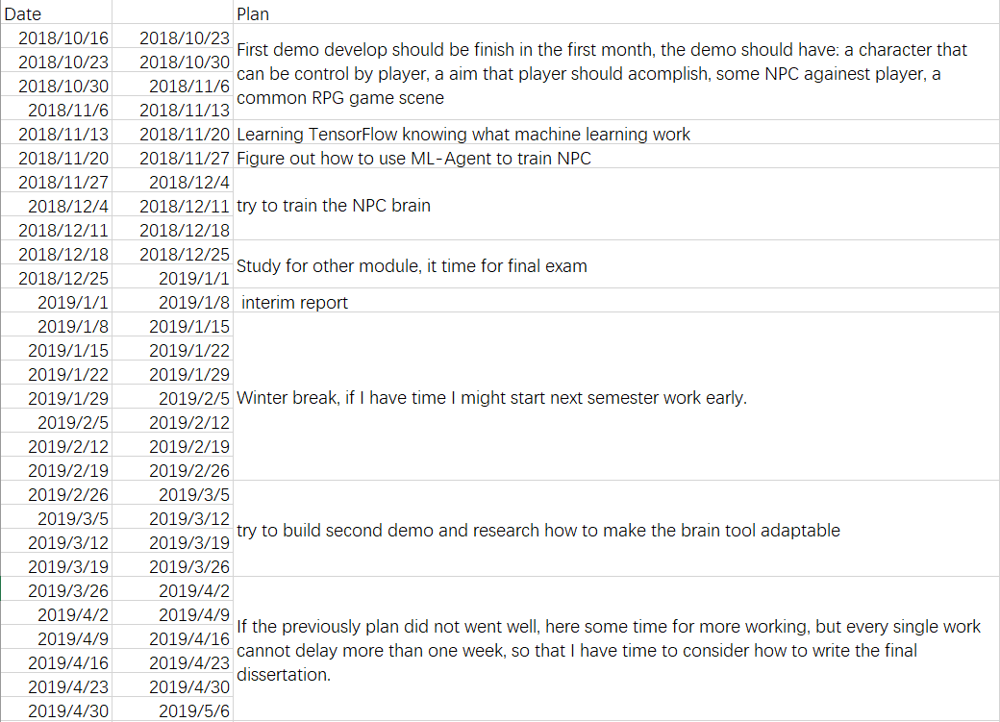 Date Plan
2018/10/16 2018/10/23
2018/10/23 2018/10/30
2018/10/30 2018/11/6
2018/11/6 2018/11/13
First demo develop should be finish in the first month, the demo should have: a character that
can be control by player, a aim that player should acomplish, some NPC againest player, a
common RPG game scene
2018/11/13 2018/11/20 Learning TensorFlow knowing what machine learning work
2018/11/20 2018/11/27 Figure out how to use ML-Agent to train NPC
2018/11/27 2018/12/4
2018/12/4 2018/12/11 try to train the NPC brain
2018/12/11 2018/12/18
2018/12/18 2018/12/25
2018/12/25 2019/1/1
Study for other module, it time for final exam
2019/1/1 2019/1/8 interim report
2019/1/8 2019/1/15
2019/1/15 2019/1/22
2019/1/22 2019/1/29
2019/1/29 2019/2/5 Winter break, if I have time I might start next semester work early.
2019/2/5 2019/2/12
2019/2/12 2019/2/19
2019/2/19 2019/2/26
2019/2/26 2019/3/5
2019/3/5 2019/3/12
2019/3/12 2019/3/19
2019/3/19 2019/3/26
try to build second demo and research how to make the brain tool adaptable
2019/3/26 2019/4/2
2019/4/2 2019/4/9
2019/4/9 2019/4/16
2019/4/16 2019/4/23
2019/4/23 2019/4/30
2019/4/30 2019/5/6
If the previously plan did not went well, here some time for more working, but every single work
cannot delay more than one week, so that I have time to consider how to write the final
dissertation.